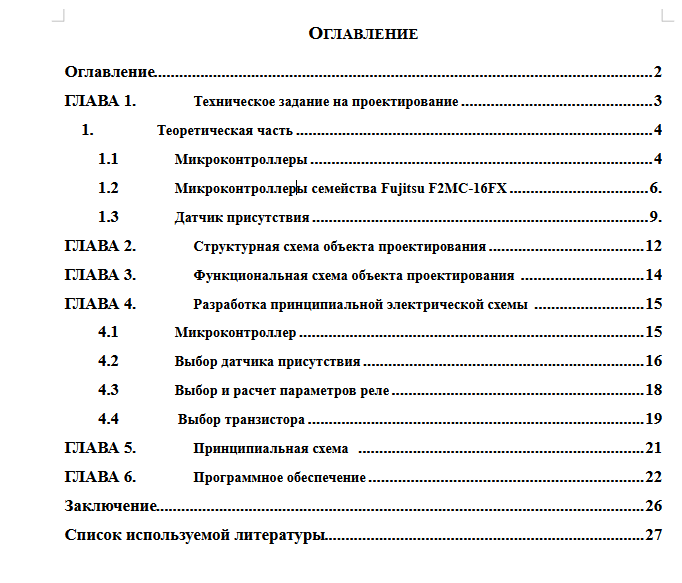 ОГЛАВЛЕНИЕ
Оглавление 2
ГЛАВА 1. Техническое задание на проектирование 3
1. Теоретическая часть 4
1.1 Микроконтроллеры 4
1.2 Микроконтроллеры семейства Fujitsu F2MC-16FX 6.
1.3 Датчик присутствия 9.
ГЛАВА 2. Структурная схема объекта проектирования 12
ГЛАВА 3. Функциональная схема объекта проектирования 14
ГЛАВА 4. Разработка принципиальной электрической схемы 15
4.1 Микроконтроллер 15
4.2 Выбор датчика присутствия 16
4.3 Выбор и расчет параметров реле 18
4.4 Выбор транзистора 19
ГЛАВА 5. Принципиальная схема 21
ГЛАВА 6. Программное обеспечение 22
Заключение 26
Список используемой литературы 27